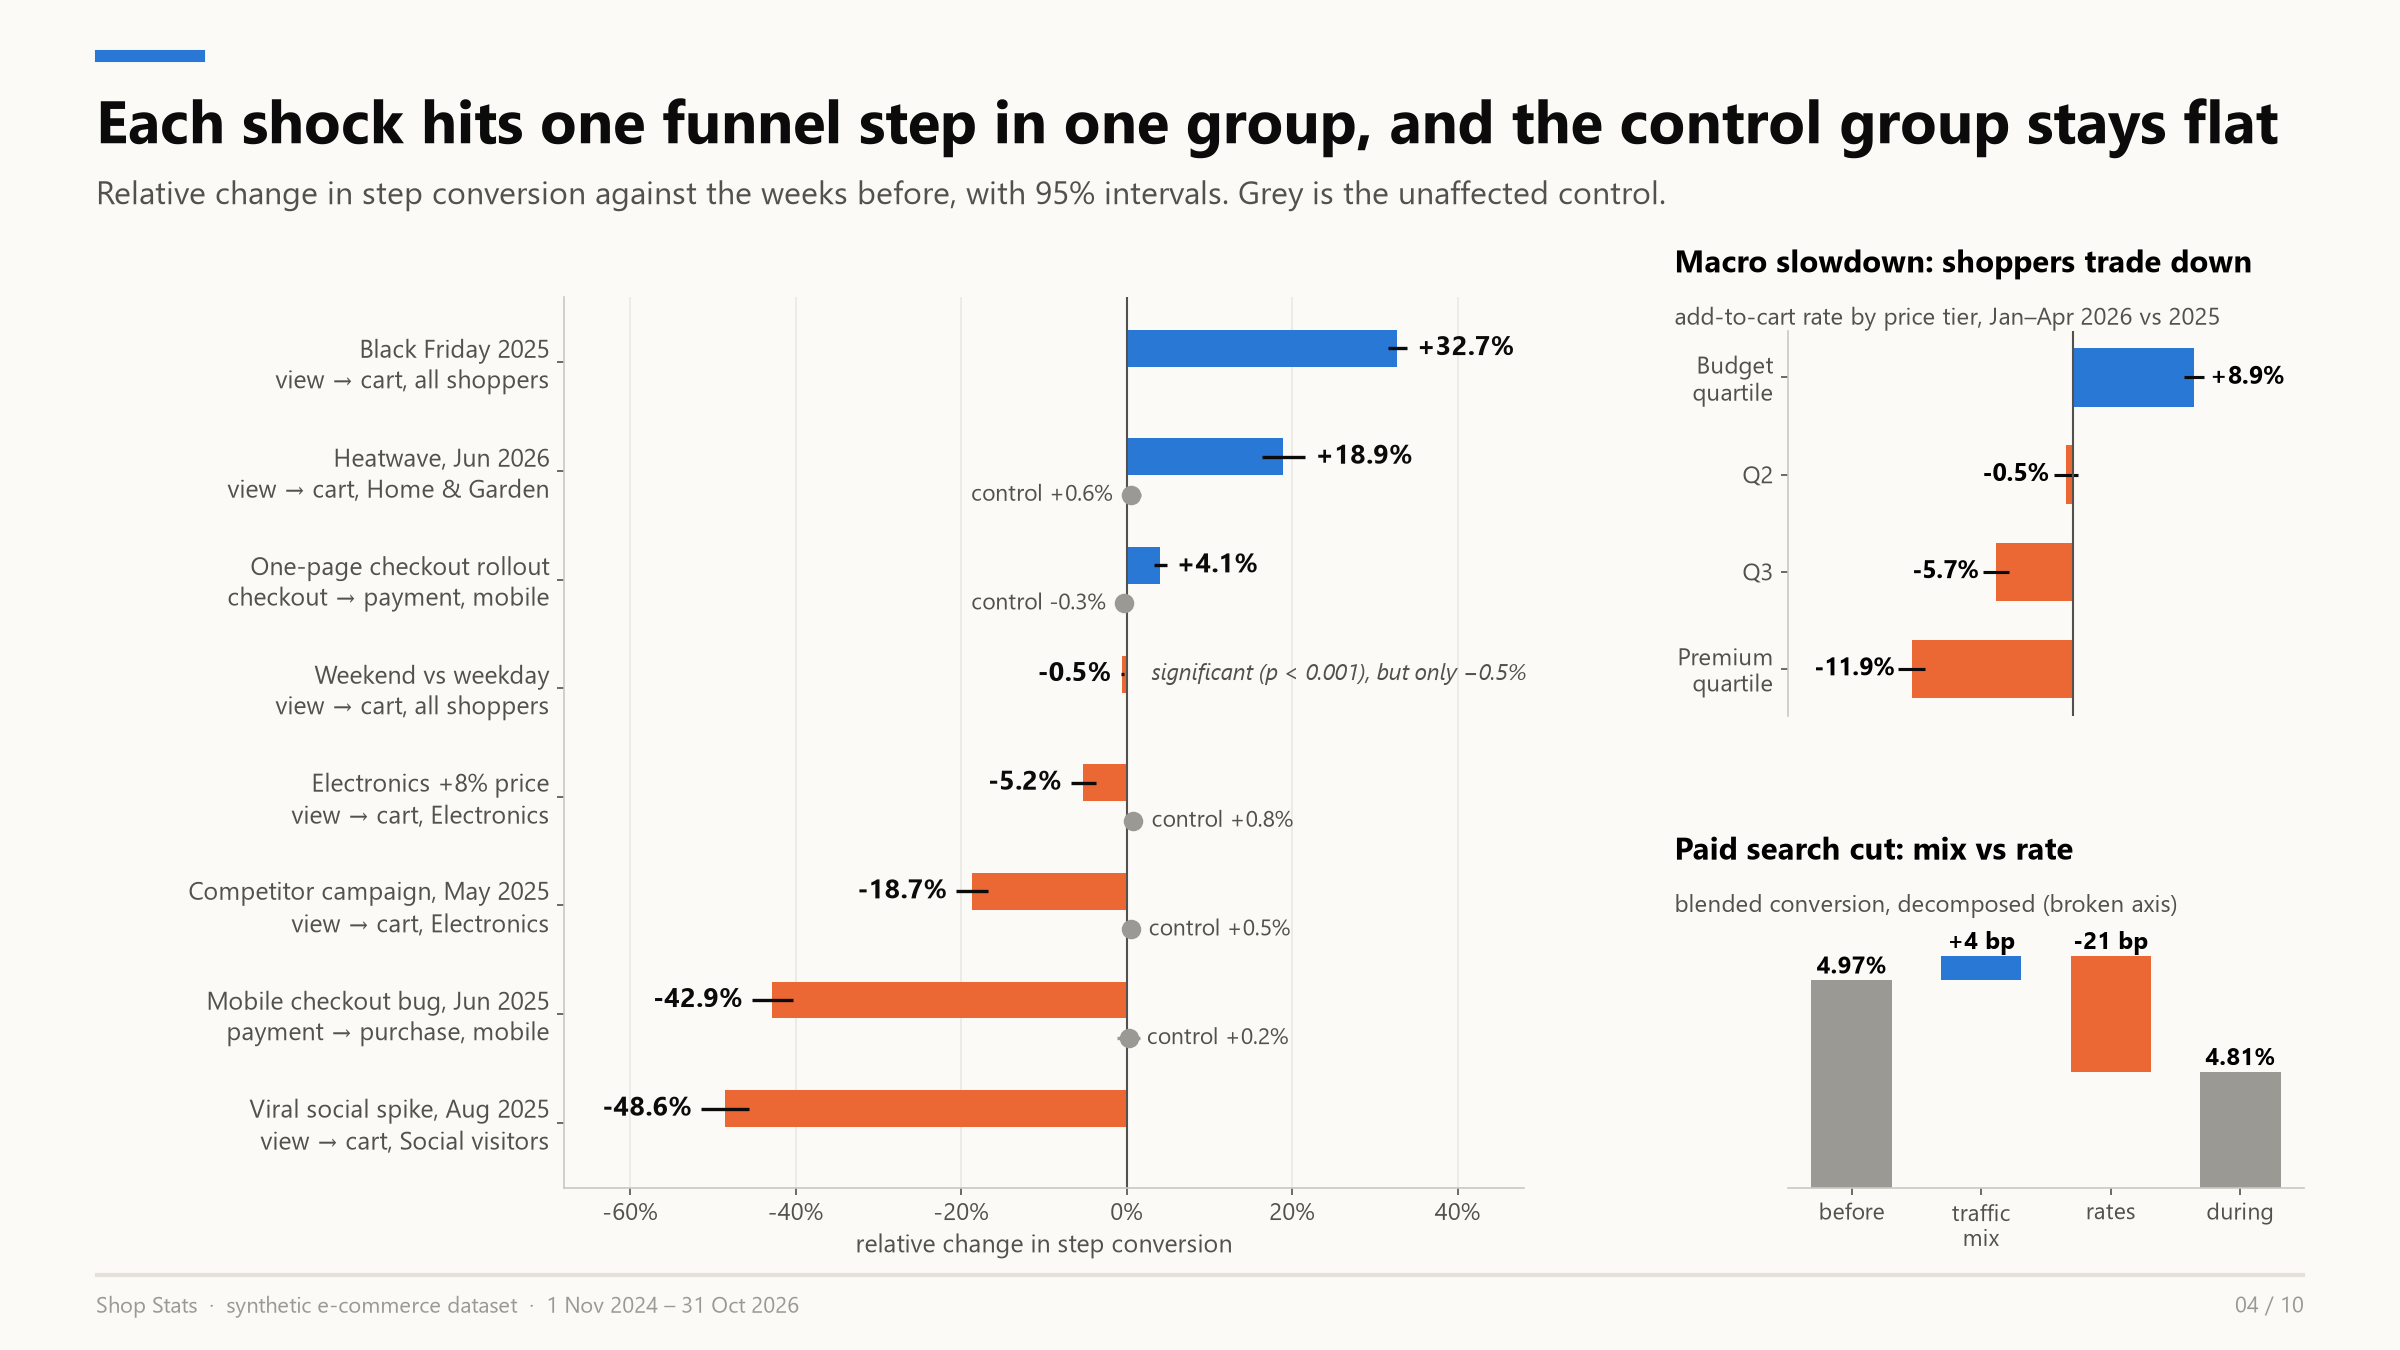 Each shock hits one funnel step in one group, and the control group stays flat
Relative change in step conversion against the weeks before, with 95% intervals. Grey is the unaffected control.
Black Friday 2025
view → cart, all shoppers
+32.7%
Heatwave, Jun 2026
view → cart, Home & Garden
+18.9%
control +0.6%
One-page checkout rollout
checkout → payment, mobile
+4.1%
control -0.3%
Weekend vs weekday
view → cart, all shoppers
-0.5%
significant (p < 0.001), but only −0.5%
Electronics +8% price
view → cart, Electronics
-5.2%
control +0.8%
Competitor campaign, May 2025
view → cart, Electronics
-18.7%
control +0.5%
Mobile checkout bug, Jun 2025
payment → purchase, mobile
-42.9%
control +0.2%
Viral social spike, Aug 2025
view → cart, Social visitors
-48.6%
-60%
-40%
-20%
0%
20%
40%
relative change in step conversion
Macro slowdown: shoppers trade down
add-to-cart rate by price tier, Jan–Apr 2026 vs 2025
Budget
quartile
+8.9%
Q2
-0.5%
Q3
-5.7%
Premium
quartile
-11.9%
Paid search cut: mix vs rate
blended conversion, decomposed (broken axis)
4.97%
+4 bp
-21 bp
4.81%
before
traffic
mix
rates
during
Shop Stats · synthetic e-commerce dataset · 1 Nov 2024 – 31 Oct 2026
04 / 10